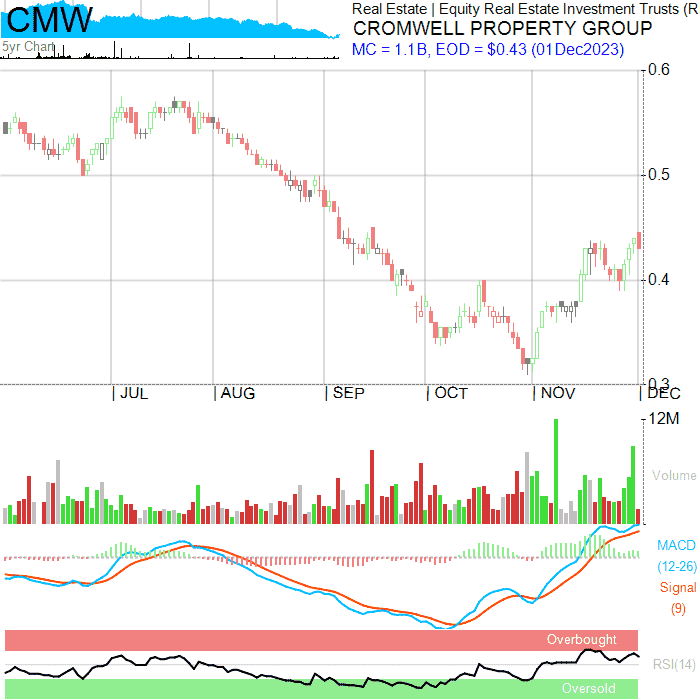 CMW
5yr Chart
Real Estate | Equity Real Estate Investment Trusts (R
CROMWELL PROPERTY GROUP
MC = 1.1B, EOD = $0.43 (01Dec2023)
0.6
0.5
0.4
0.3
JUL AUG SEP OCT NOV DEC
12M
Volume
MACD
(12-26)
Signal
(9)
Overbought
RSI(14)
Oversold